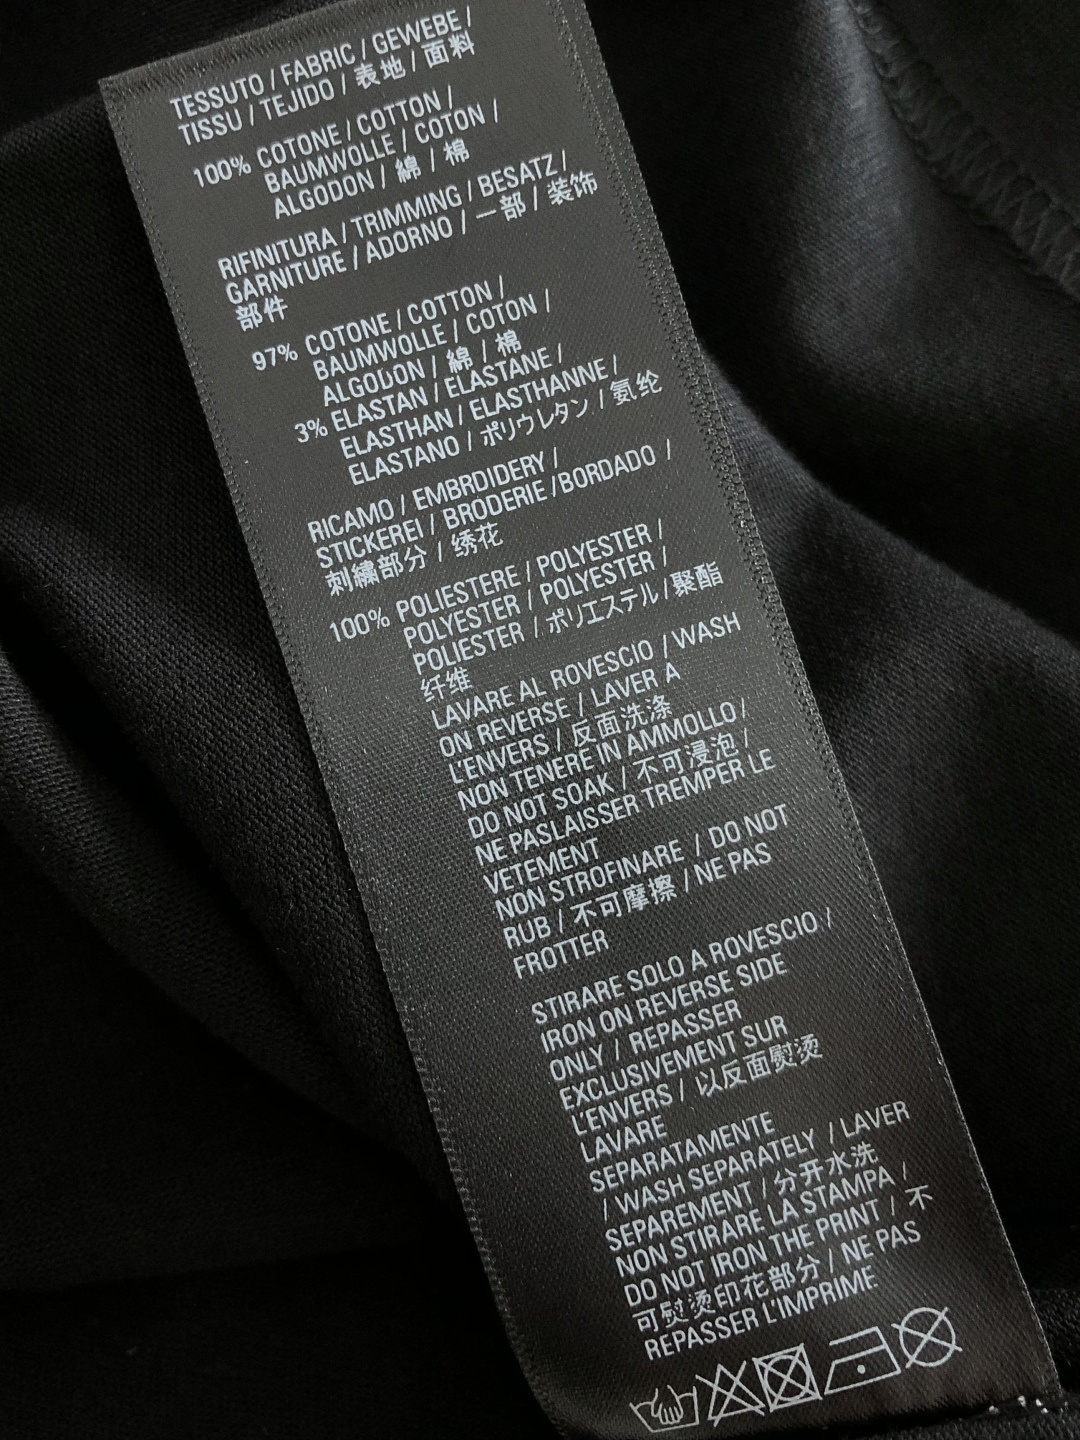 TESSUTO / FABRIC / GEWEBE /
TISSU / TEJIDO / 表地 / 面料
100% COTONE / COTTON /
BAUMWOLLE / COTON /
ALGODON / 綿 / 棉
RIFINITURA / TRIMMING / BESATZ /
GARNITURE / ADORNO / 一部 / 装饰
部件
97% COTONE / COTTON /
BAUMWOLLE / COTON /
ALGODON / 綿 / 棉
3% ELASTAN / ELASTANE /
ELASTHAN / ELASTHANNE /
ELASTANO / ポリウレタン / 氨纶
RICAMO / EMBRDIDERY /
STICKEREI / BRODERIE /BORDADO /
刺繍部分 / 绣花
100% POLIESTERE / POLYESTER /
POLYESTER / POLYESTER /
POLIESTER / ポリエステル / 聚酯
纤维
LAVARE AL ROVESCIO / WASH
ON REVERSE / LAVER A
L'ENVERS / 反面洗涤
NON TENERE IN AMMOLLO /
DO NOT SOAK / 不可浸泡 /
NE PASLAISSER TREMPER LE
VETEMENT
NON STROFINARE / DO NOT
RUB / 不可摩擦 / NE PAS
FROTTER
STIRARE SOLO A ROVESCIO /
IRON ON REVERSE SIDE
ONLY / REPASSER
EXCLUSIVEMENT SUR
L'ENVERS / 以反面熨烫
LAVARE
SEPARATAMENTE
/ WASH SEPARATELY / LAVER
SEPAREMENT / 分开水洗
NON STIRARE LA STAMPA /
DO NOT IRON THE PRINT / 不
可熨烫印花部分 / NE PAS
REPASSER L'IMPRIME